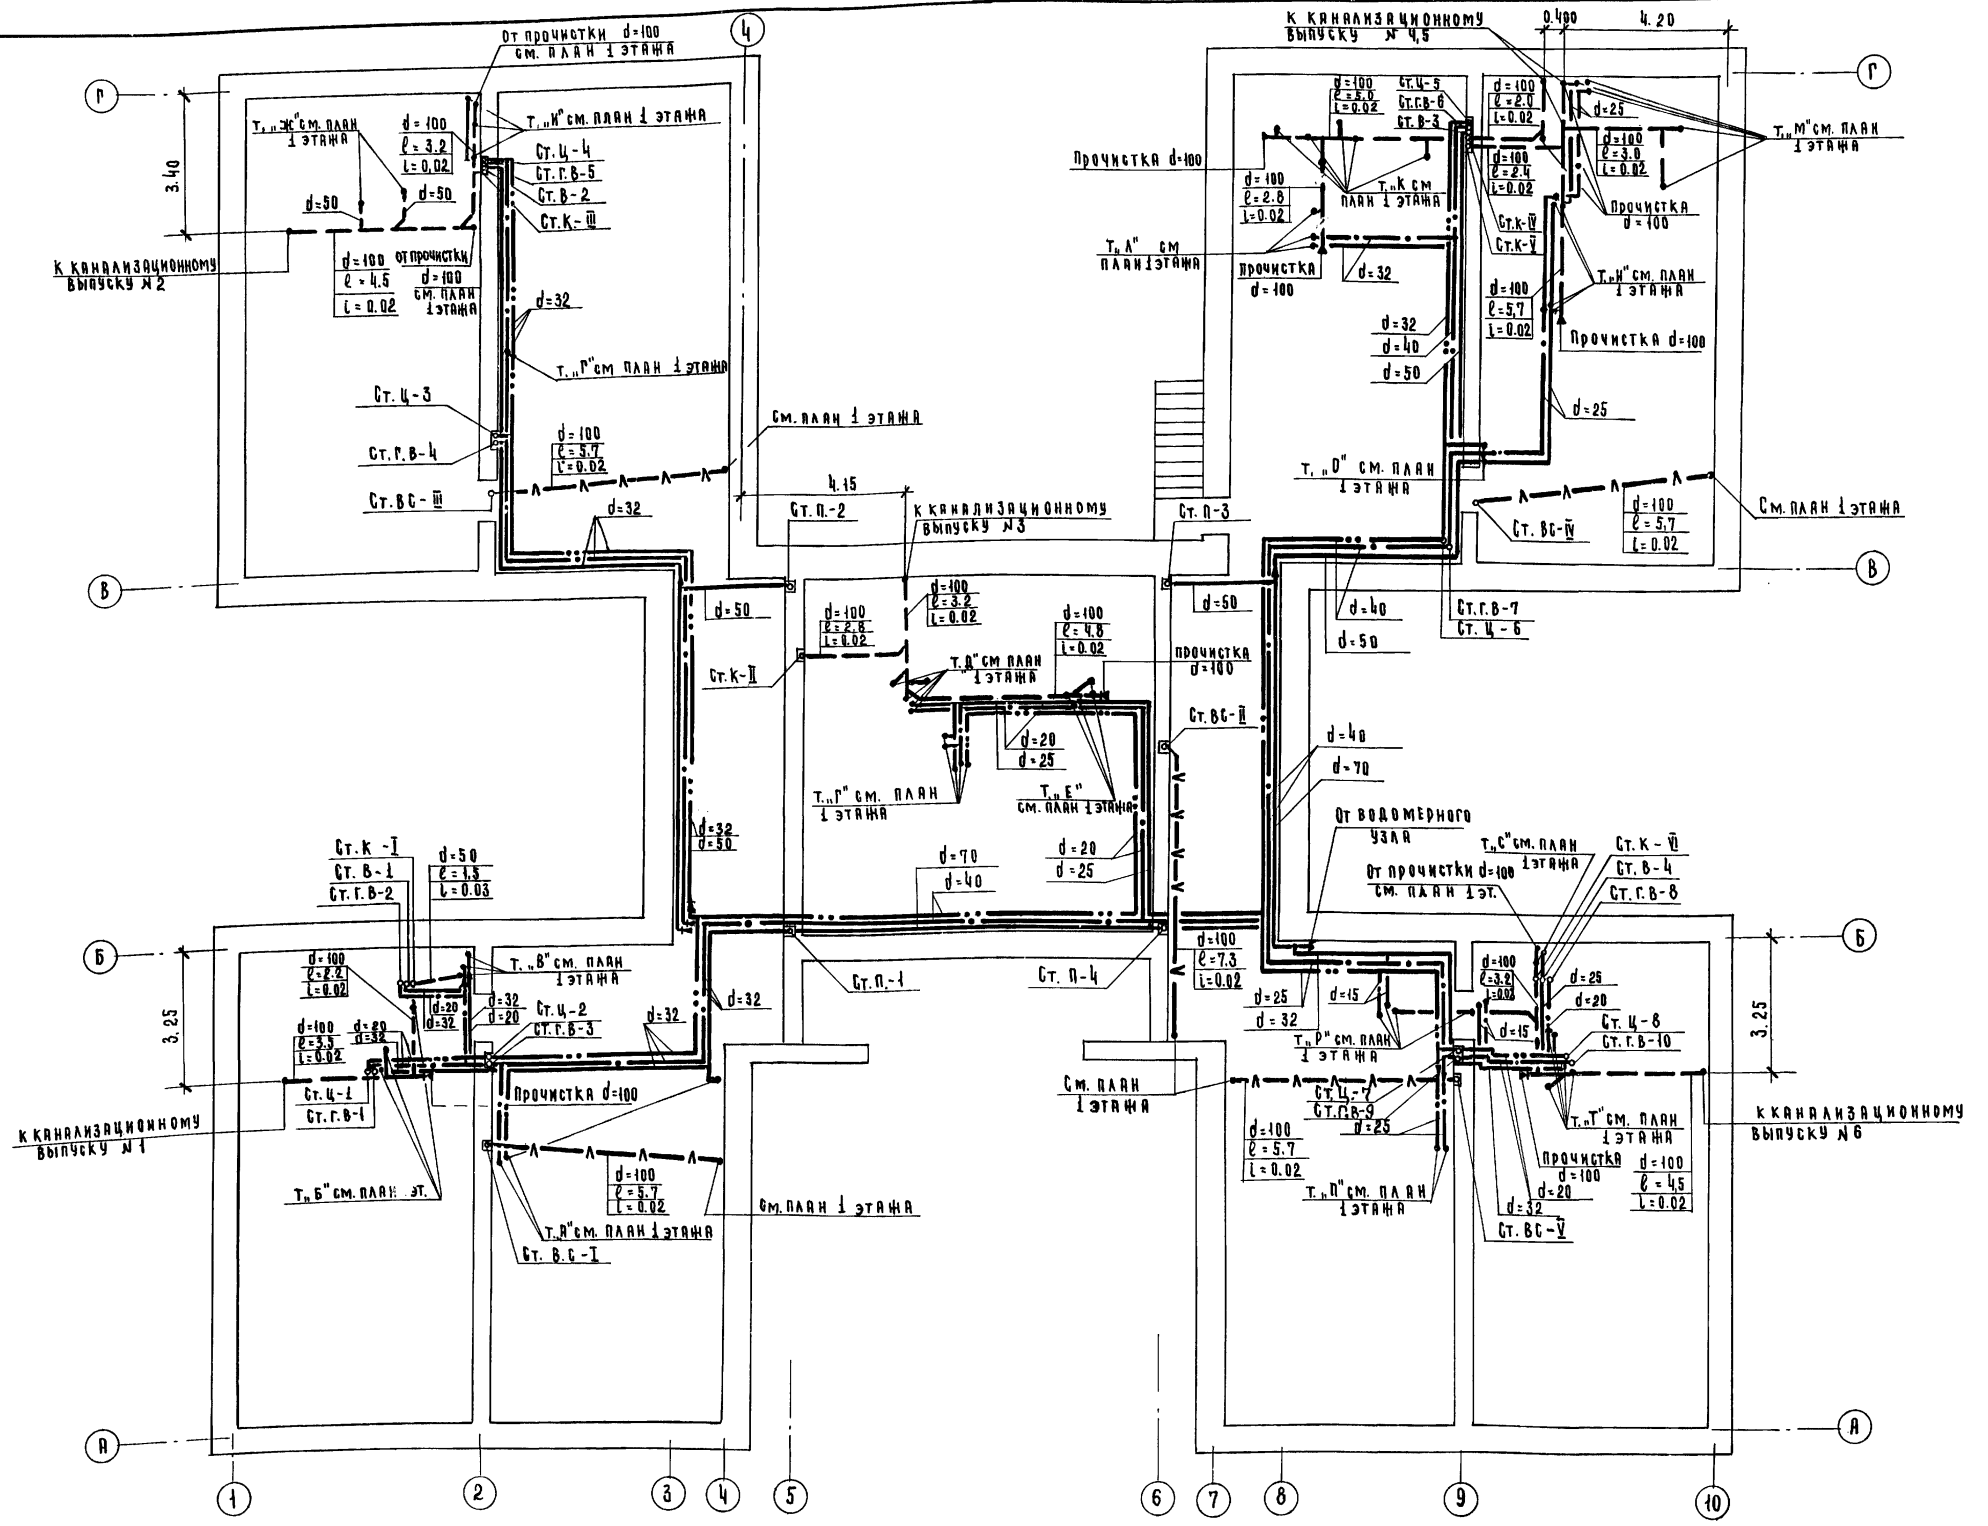 От прочистки d=100
см. план 1 этажа
4
К канализационному
выпуску N 4,5
0.400
4.20
Г
Г
3.40
т. „Ж" см. план
1 этажа
d=100
ℓ=3.2
i=0,02
т. „И" см. план 1 этажа
Ст. Ц-4
Ст. Г.В-5
Ст. В-2
Ст. К-III
d=50
d=50
К канализационному
выпуску N2
d=100
ℓ=4.5
i=0.02
От прочистки
d=100
см. план
1 этажа
d=32
т. „Г" см план 1 этажа
Ст. Ц-3
Ст. Г.В-4
Ст. ВС-III
d=100
ℓ=5.7
i=0.02
См. план 1 этажа
d=32
d=100
ℓ=5.0
i=0.02
Ст. Ц-5
Ст. Г.В-6
Ст. В-3
d=100
ℓ=2.0
i=0.02
d=25
т. „М" см. план
1 этажа
Прочистка d=100
d=100
ℓ=2.8
i=0.02
т. „К см
план 1 этажа
d=100
ℓ=2.4
i=0.02
d=100
ℓ=3.0
i=0.02
Прочистка
d=100
Ст. К-IV
Ст. К-V
т. „Л" см
план 1 этажа
Прочистка
d=100
d=32
т. „Н" см. план
1 этажа
d=100
ℓ=5,7
i=0.02
Прочистка d=100
d=32
d=40
d=50
d=25
т. „О" см. план
1 этажа
Ст. ВС-IV
d=100
ℓ=5,7
i=0.02
См. план 1 этажа
4.15
Ст. П.-2
К канализационному
выпуску N3
Ст. П-3
В
В
d=50
d=100
ℓ=2,8
i=0.02
d=100
ℓ=3.2
i=0.02
d=100
ℓ=4.8
i=0.02
d=50
d=40
d=50
Ст. Г.В-7
Ст. Ц-6
Ст. К-II
т. „Д" см план
1 этажа
Прочистка
d=100
Ст. ВС-II
d=20
d=25
т. „Г" см. план
1 этажа
т. „Е"
см. план 1 этажа
d=40
d=70
От водомерного
узла
d=32
d=50
d=70
d=40
d=20
d=25
Ст. К-I
Ст. В-1
Ст. Г.В-2
d=50
ℓ=1,5
i=0.03
т. „С" см. план
1 этажа
От прочистки d=100
см. план 1 эт.
Ст. К-VI
Ст. В-4
Ст. Г.В-8
Б
Б
3.25
3.25
d=100
ℓ=2.2
i=0.02
т. „В" см. план
1 этажа
d=20
d=32
d=32
d=20
Ст. Ц-2
Ст. Г.В-3
d=32
d=32
d=100
ℓ=3.5
i=0.02
d=20
d=32
Ст. Ц-1
Ст. Г.В-1
К канализационному
выпуску N1
Прочистка d=100
т. „Б" см. план эт.
d=100
ℓ=5.7
i=0.02
т. „А" см. план 1 этажа
Ст. В.С-I
См. план 1 этажа
Ст. П.-1
Ст. П-4
d=100
ℓ=7.3
i=0.02
d=25
d=32
d=15
d=100
ℓ=3.2
i=0.02
d=25
d=20
d=15
Ст. Ц-8
Ст. Г.В-10
т. „Р" см. план
1 этажа
См. план
1 этажа
Ст. Ц.-7
Ст. Г.В-9
d=25
d=100
ℓ=5.7
i=0.02
т. „Т" см. план
1 этажа
К канализационному
выпуску N6
Прочистка
d=100
d=20
d=32
d=100
ℓ=4,5
i=0.02
т. „П" см. план
1 этажа
Ст. ВС-V
А
А
1
2
3
4
5
6
7
8
9
10